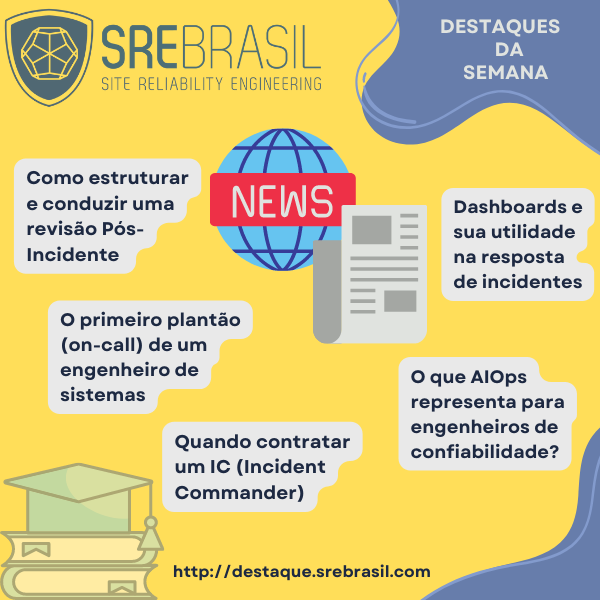 SREBRASIL
SITE RELIABILITY ENGINEERING
DESTAQUES
DA
SEMANA
NEWS
Como estruturar
e conduzir uma
revisão Pós-
Incidente
Dashboards e
sua utilidade
na resposta
de incidentes
O primeiro plantão
(on-call) de um
engenheiro de
sistemas
O que AIOps
representa para
engenheiros de
confiabilidade?
Quando contratar
um IC (Incident
Commander)
http://destaque.srebrasil.com